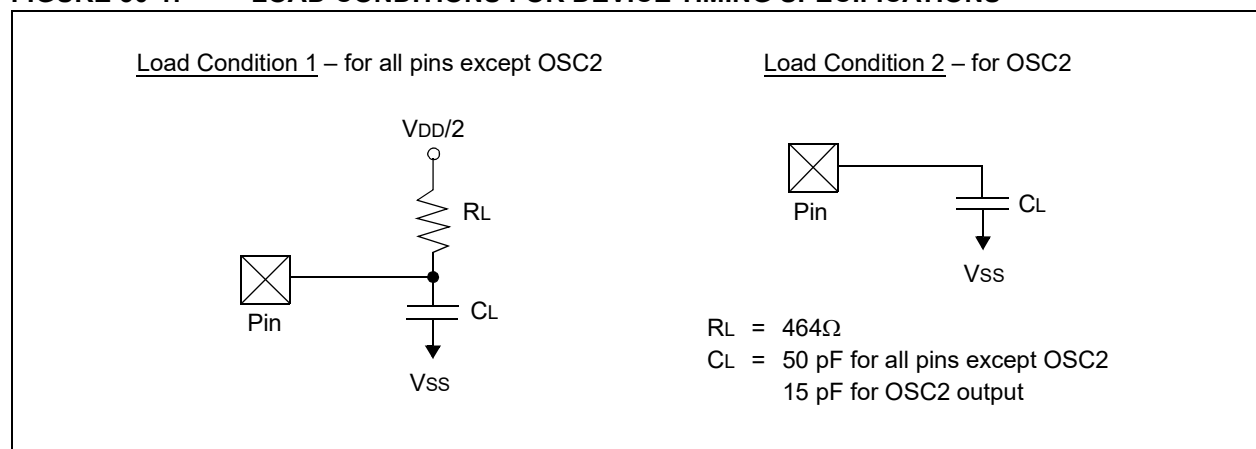 Load Condition 1 – for all pins except OSC2
VDD/2
RL
Pin
CL
VSS
Load Condition 2 – for OSC2
Pin
CL
VSS
RL = 464Ω
CL = 50 pF for all pins except OSC2
15 pF for OSC2 output